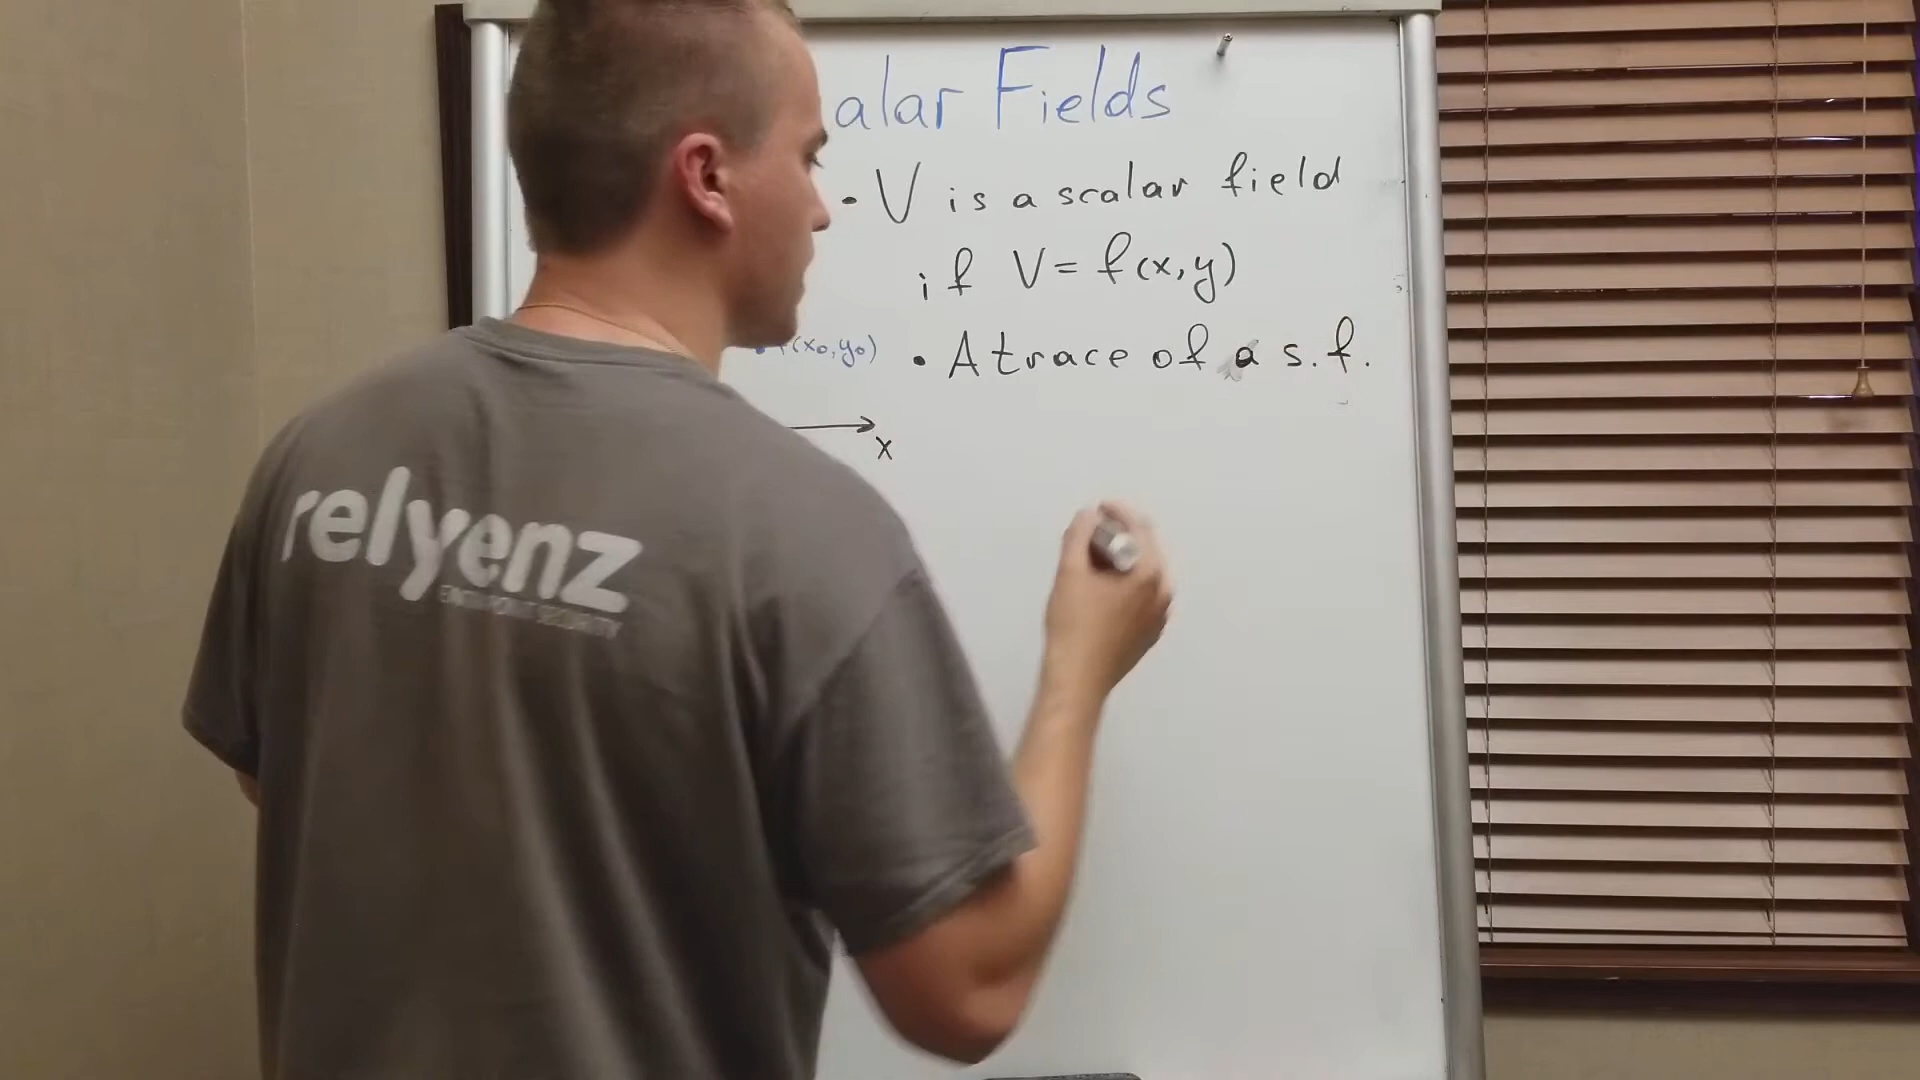 alar Fields
• V is a scalar field
if V = f(x,y)
(x₀, y₀)
• A trace of a s.f.
x
relyenz